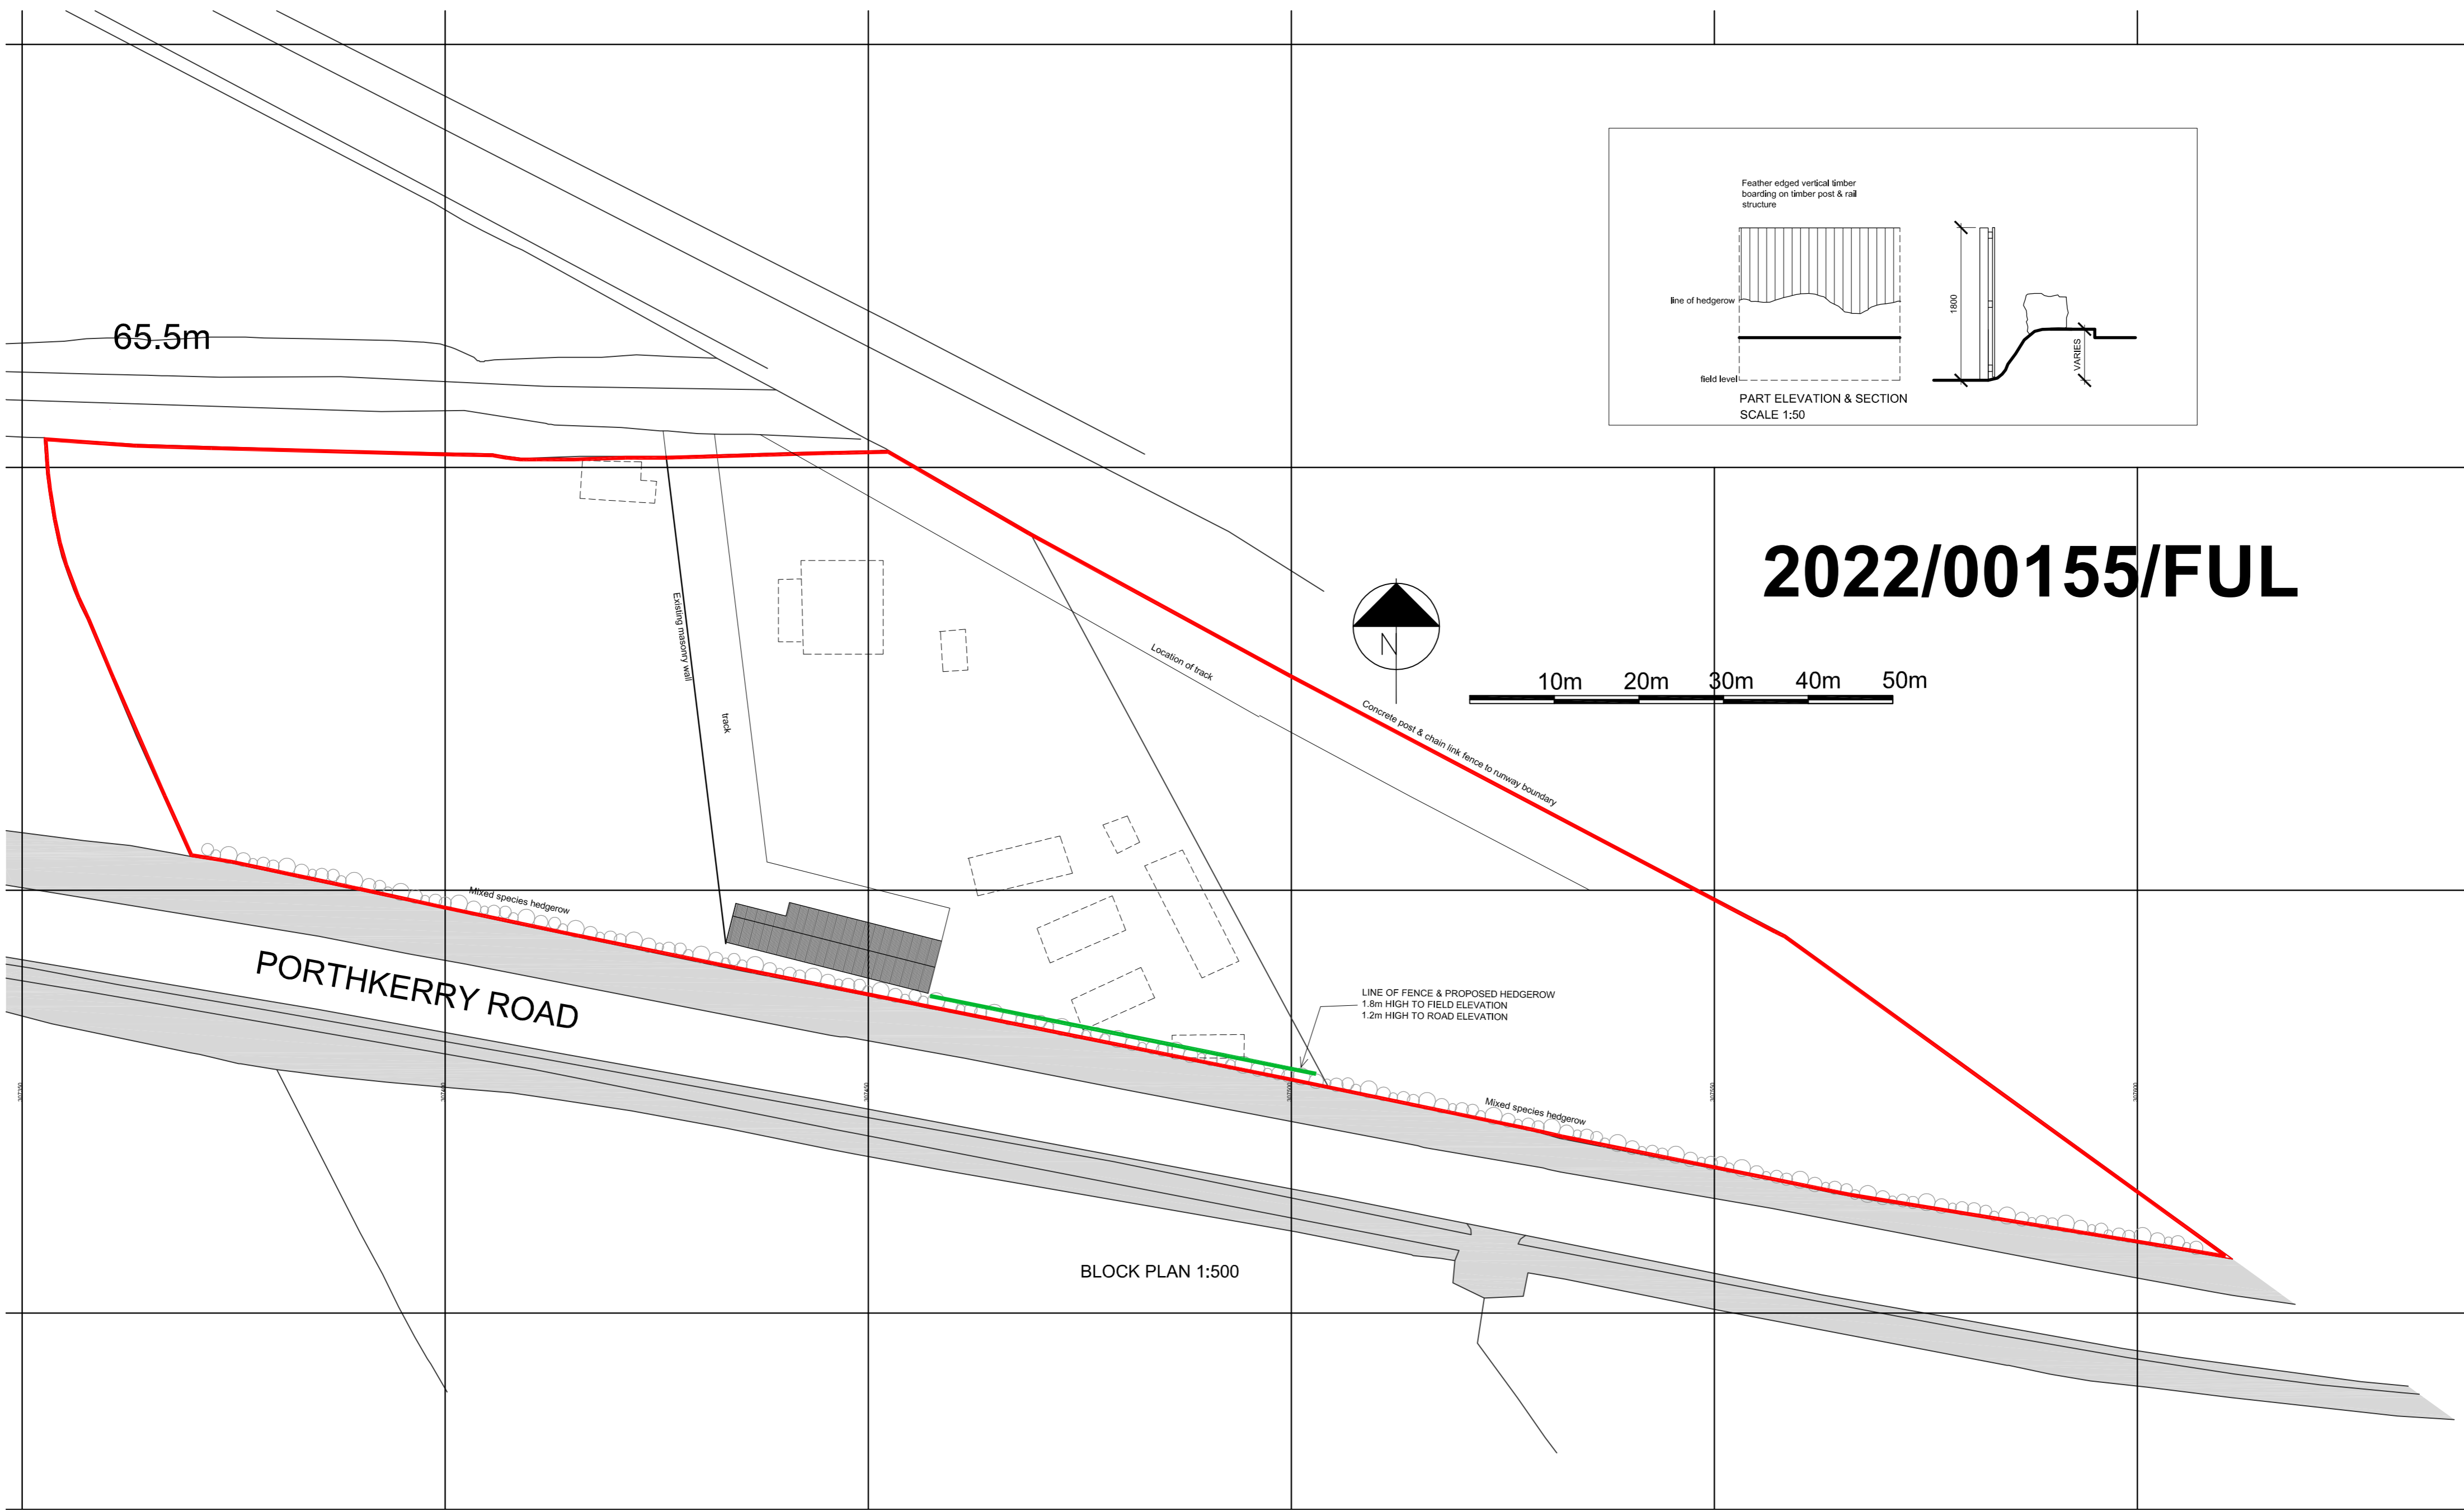 Feather edged vertical timber
boarding on timber post & rail
structure
line of hedgerow
field level
1800
VARIES
PART ELEVATION & SECTION
SCALE 1:50
65.5m
2022/00155/FUL
N
10m 20m 30m 40m 50m
Existing masonry wall
track
Location of track
Concrete post & chain link fence to runway boundary
Mixed species hedgerow
PORTHKERRY ROAD
LINE OF FENCE & PROPOSED HEDGEROW
1.8m HIGH TO FIELD ELEVATION
1.2m HIGH TO ROAD ELEVATION
Mixed species hedgerow
307350
307450
307550
307600
BLOCK PLAN 1:500